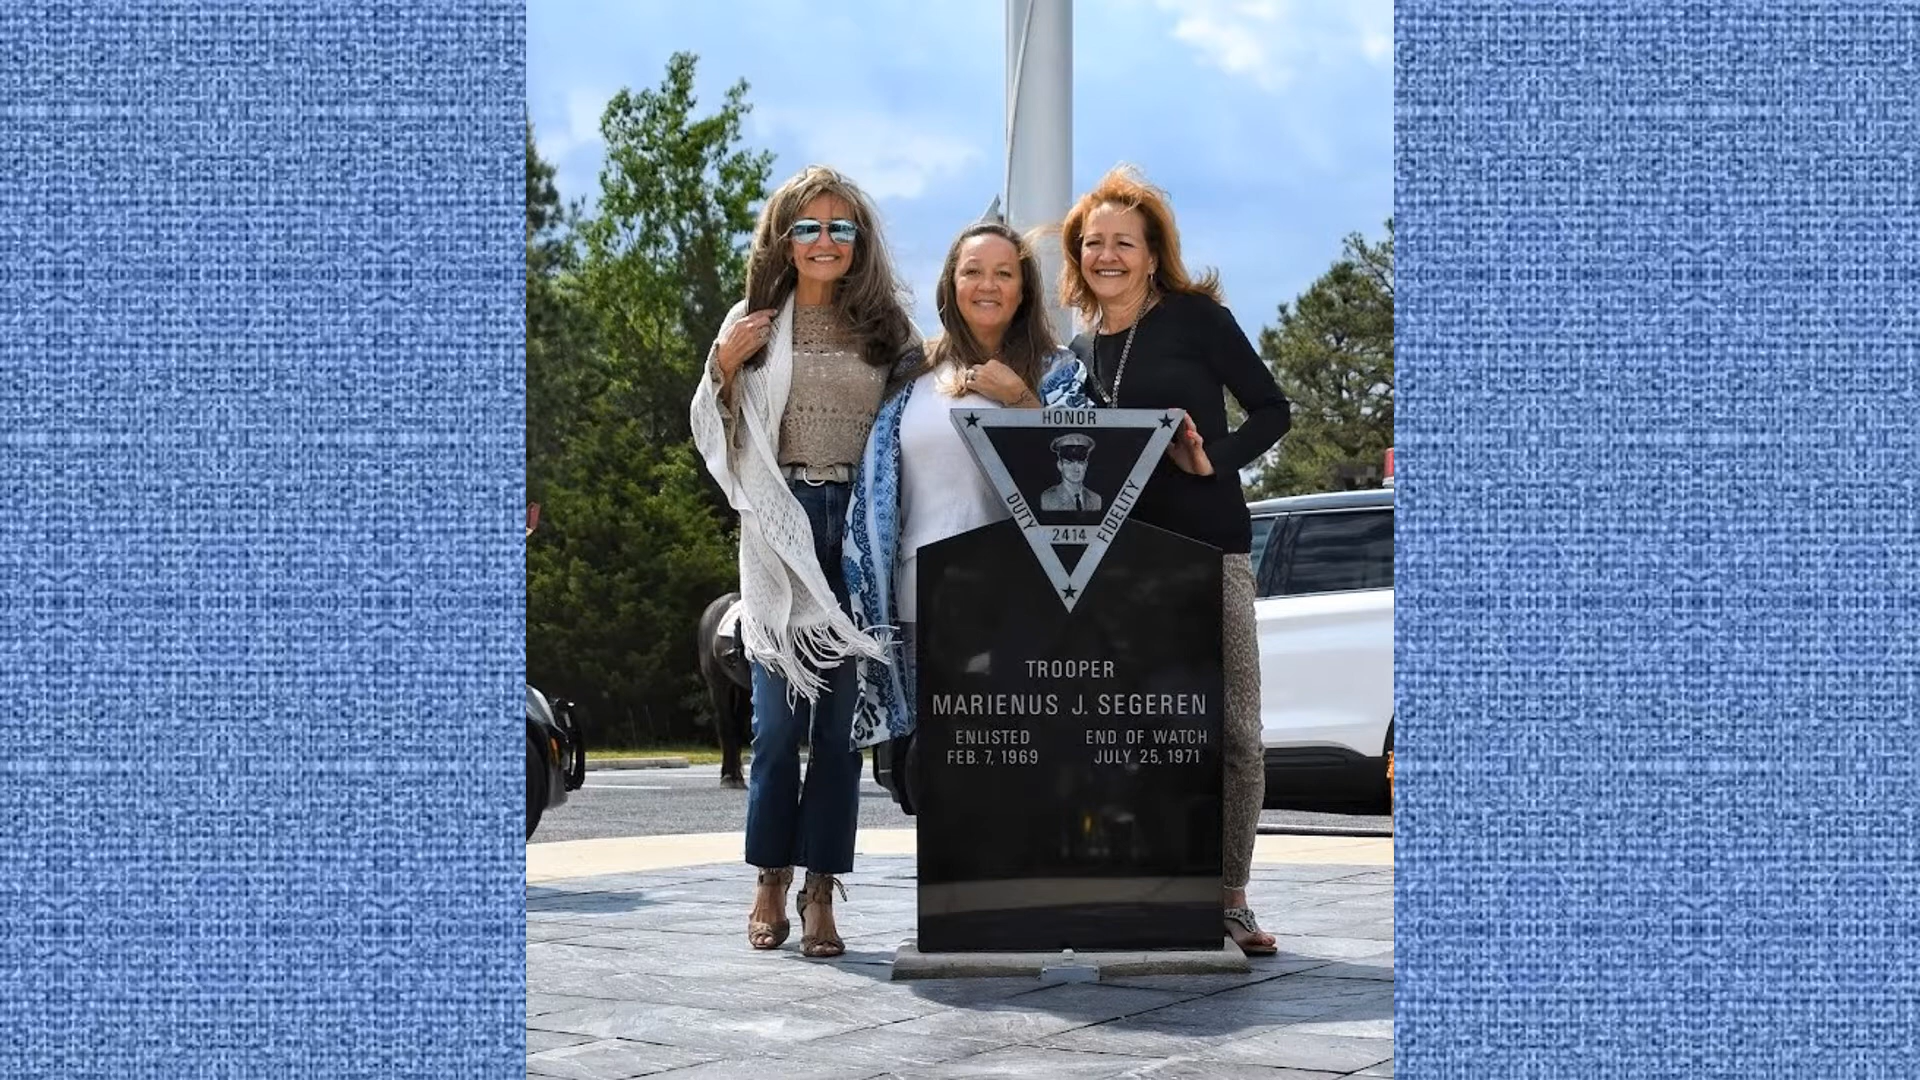 HONOR
DUTY
FIDELITY
2414
TROOPER
MARIENUS J. SEGEREN
ENLISTED
FEB. 7, 1969
END OF WATCH
JULY 25, 1971